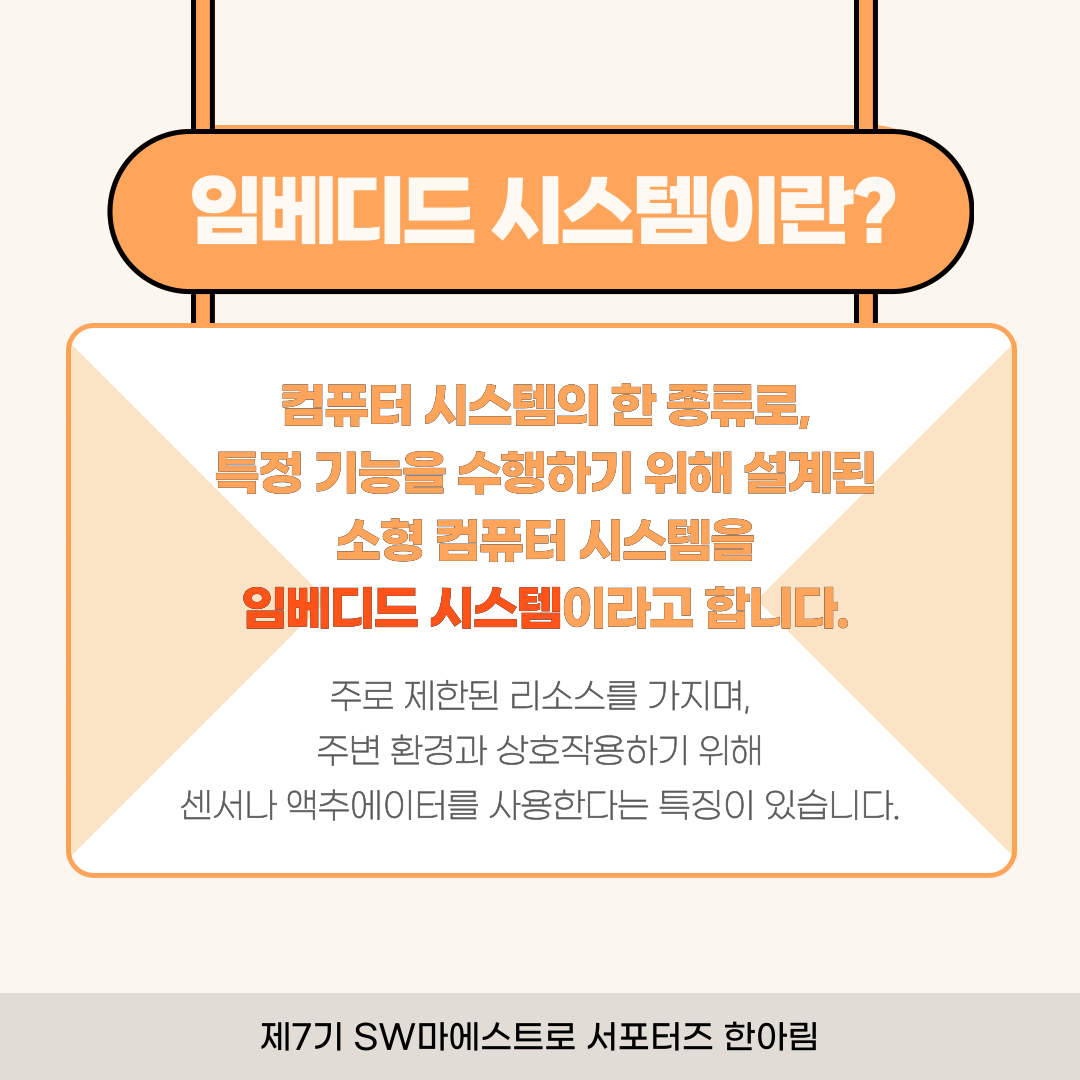 임베디드 시스템이란?
컴퓨터 시스템의 한 종류로,
특정 기능을 수행하기 위해 설계된
소형 컴퓨터 시스템을
임베디드 시스템이라고 합니다.
주로 제한된 리소스를 가지며,
주변 환경과 상호작용하기 위해
센서나 액추에이터를 사용한다는 특징이 있습니다.
제7기 SW마에스트로 서포터즈 한아림